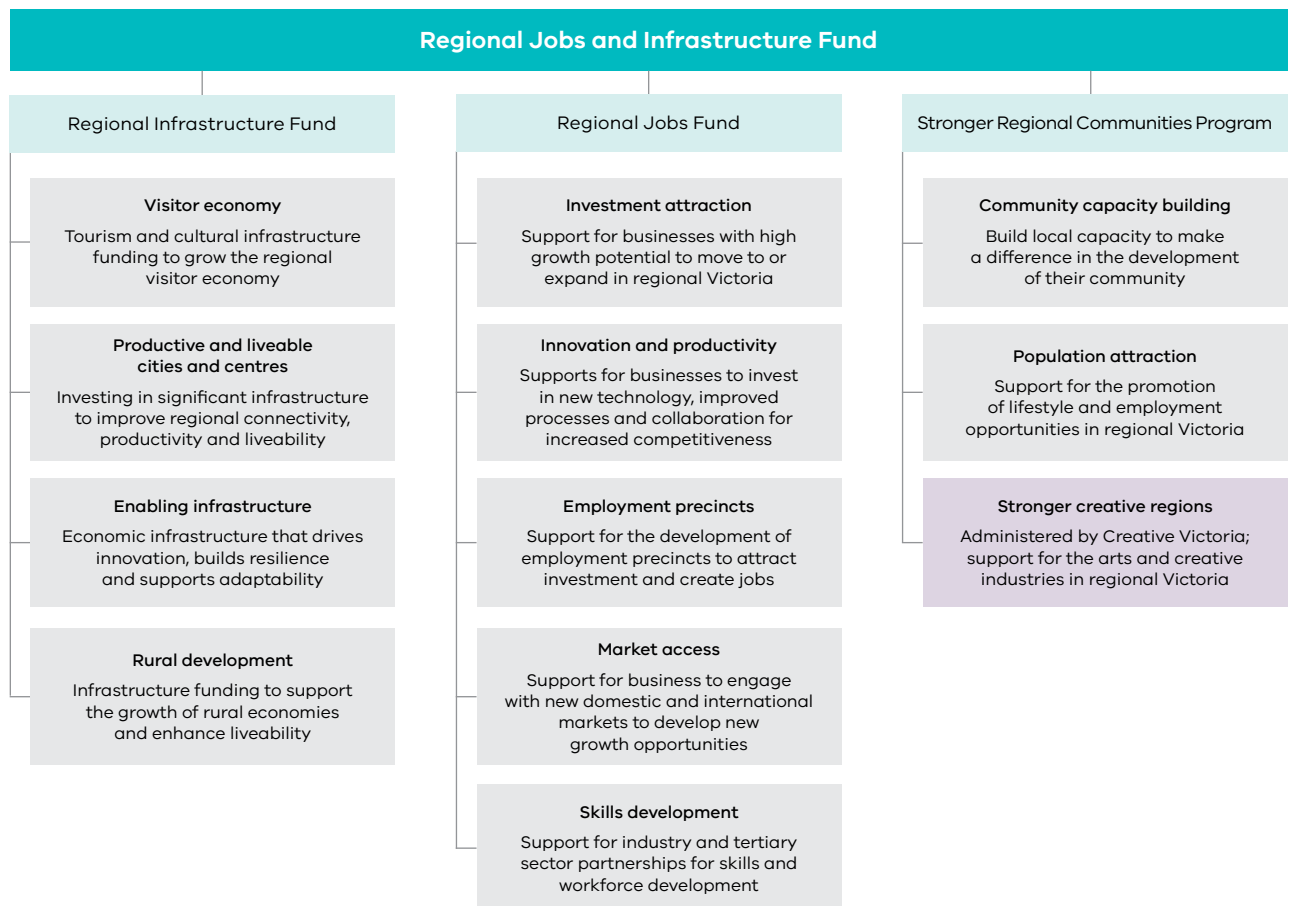 Regional Jobs and Infrastructure Fund
Regional Infrastructure Fund
Visitor economy
Tourism and cultural infrastructure
funding to grow the regional
visitor economy
Productive and liveable
cities and centres
Investing in significant infrastructure
to improve regional connectivity,
productivity and liveability
Enabling infrastructure
Economic infrastructure that drives
innovation, builds resilience
and supports adaptability
Rural development
Infrastructure funding to support
the growth of rural economies
and enhance liveability
Regional Jobs Fund
Investment attraction
Support for businesses with high
growth potential to move to or
expand in regional Victoria
Innovation and productivity
Supports for businesses to invest
in new technology, improved
processes and collaboration for
increased competitiveness
Employment precincts
Support for the development of
employment precincts to attract
investment and create jobs
Market access
Support for business to engage
with new domestic and international
markets to develop new
growth opportunities
Skills development
Support for industry and tertiary
sector partnerships for skills and
workforce development
Stronger Regional Communities Program
Community capacity building
Build local capacity to make
a difference in the development
of their community
Population attraction
Support for the promotion
of lifestyle and employment
opportunities in regional Victoria
Stronger creative regions
Administered by Creative Victoria;
support for the arts and creative
industries in regional Victoria